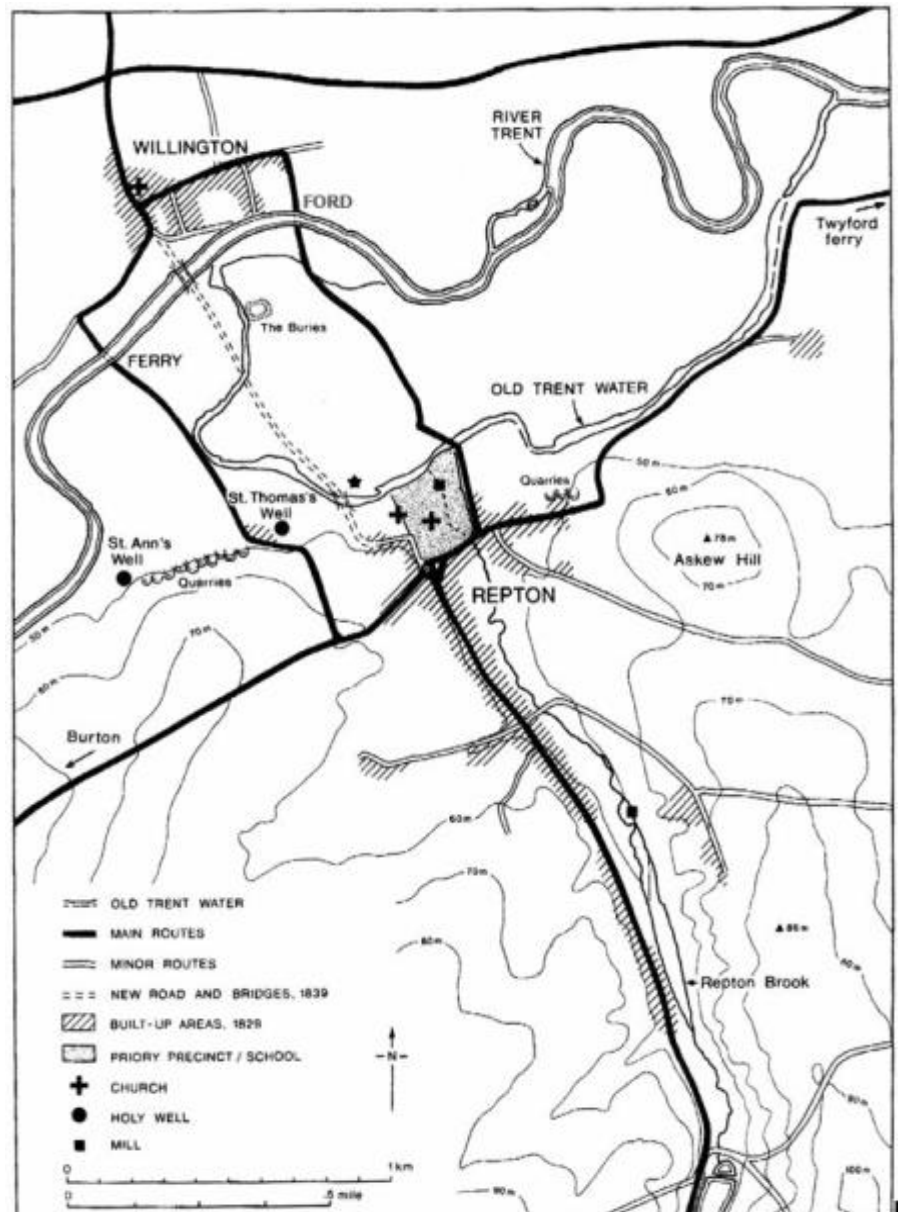 WILLINGTON
RIVER
TRENT
FORD
Twyford
ferry
The Buries
FERRY
OLD TRENT WATER
50m
60m
Quarries
St. Thomas's
Well
▲ 78m
Askew Hill
70m
St. Ann's
Well
Quarries
REPTON
50m
60m
70m
70m
Burton
60m
70m
80m
▲ 86m
Repton Brook
OLD TRENT WATER
MAIN ROUTES
MINOR ROUTES
NEW ROAD AND BRIDGES, 1839
BUILT-UP AREAS, 1829
PRIORY PRECINCT / SCHOOL
-N-
CHURCH
HOLY WELL
MILL
0 1 km
0 .5 mile
90m
100m